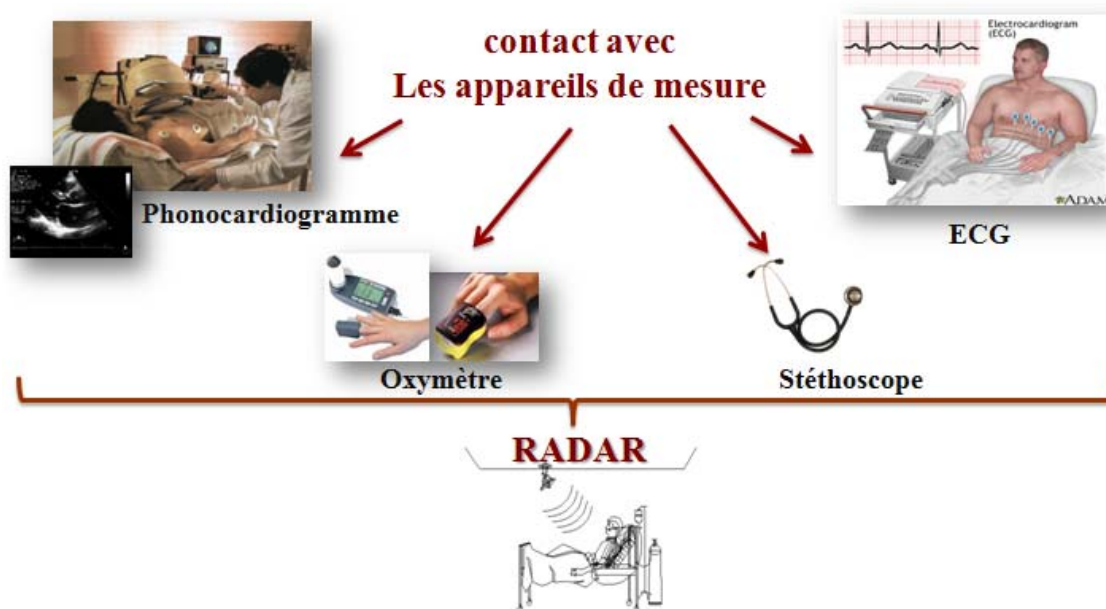 contact avec
Les appareils de mesure
Electrocardiogram
(ECG)
ADAM
Phonocardiogramme
ECG
Oxymètre
Stéthoscope
RADAR